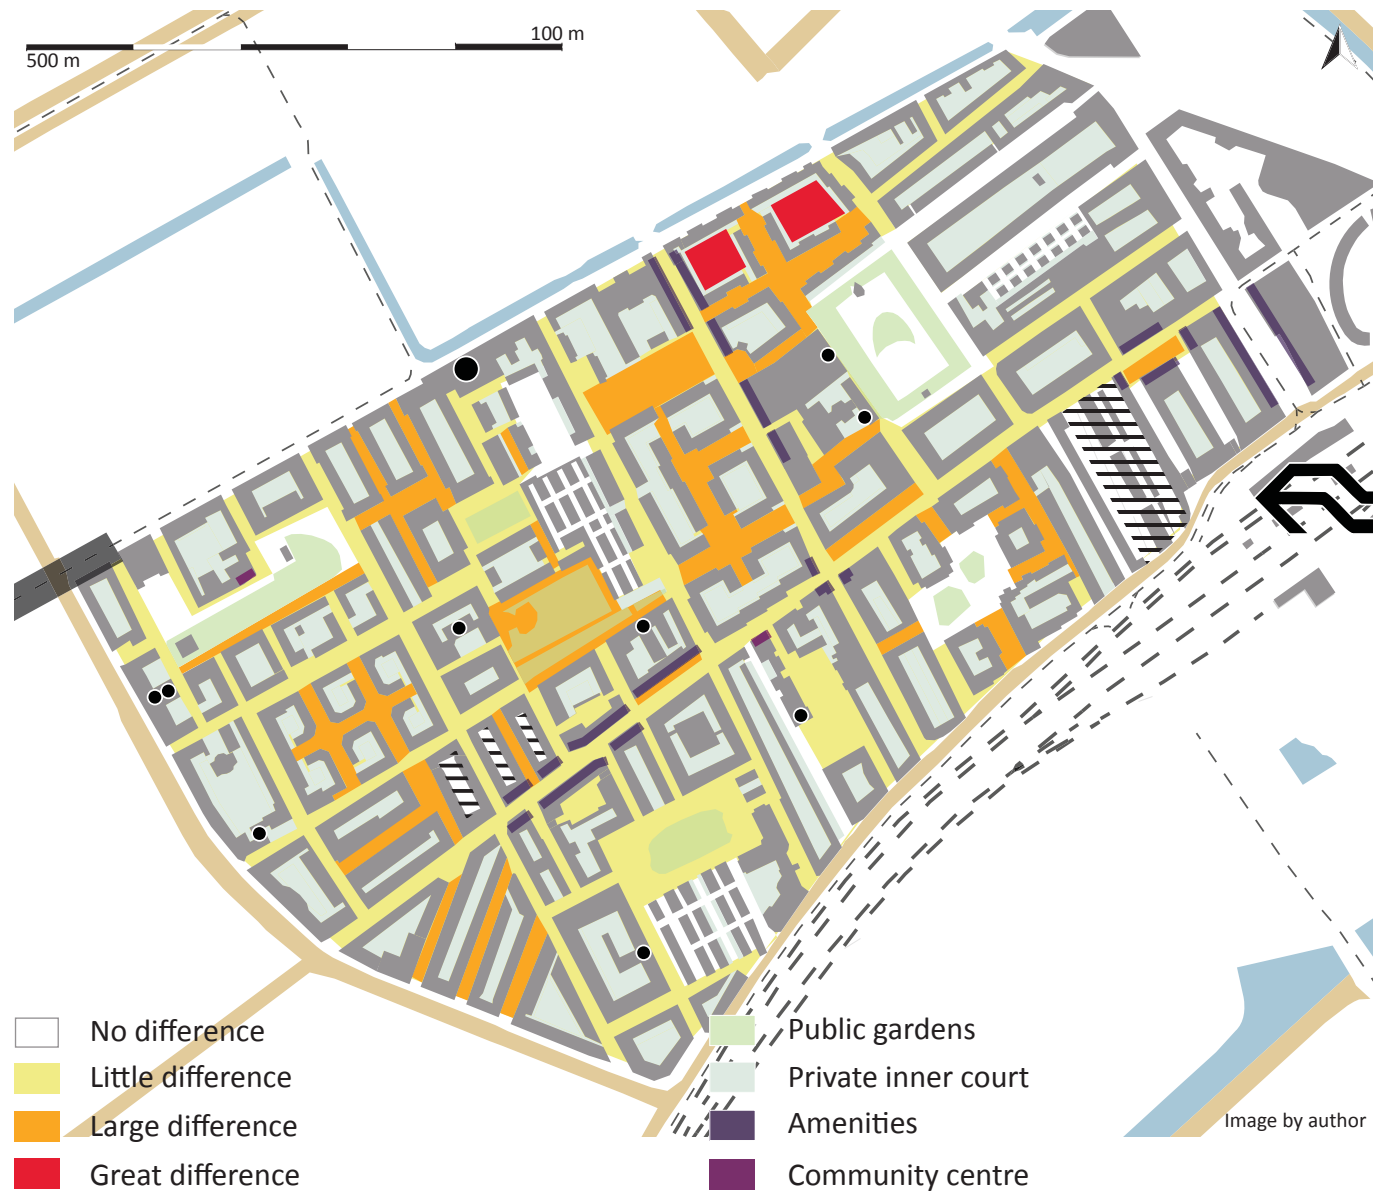 100 m
500 m
No difference
Little difference
Large difference
Great difference
Public gardens
Private inner court
Amenities
Community centre
Image by author